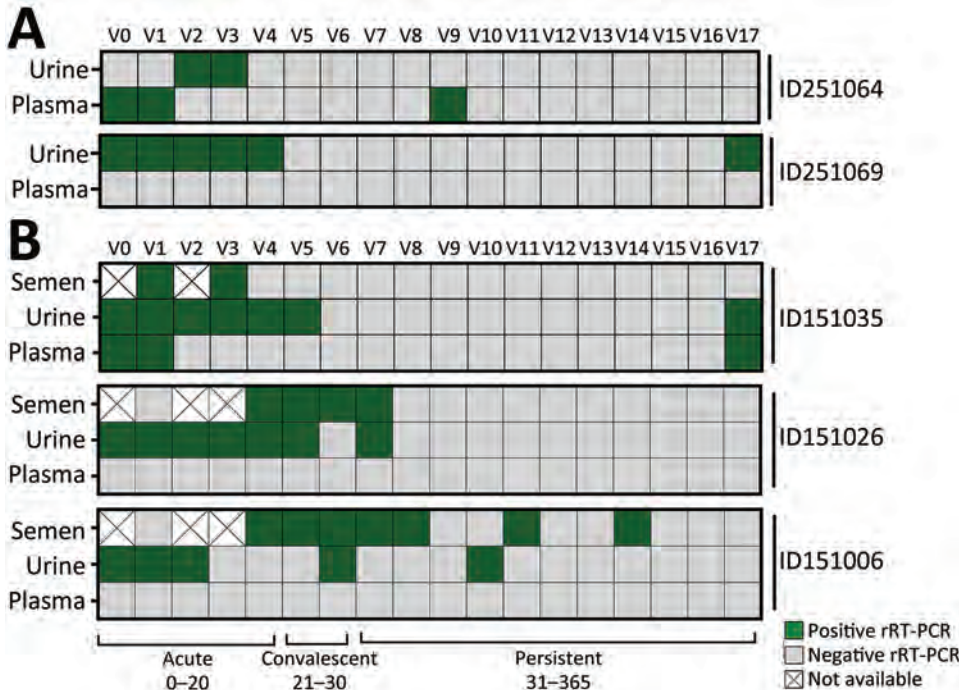 A
V0 V1 V2 V3 V4 V5 V6 V7 V8 V9 V10 V11 V12 V13 V14 V15 V16 V17
Urine
Plasma
ID251064
Urine
Plasma
ID251069
B
V0 V1 V2 V3 V4 V5 V6 V7 V8 V9 V10 V11 V12 V13 V14 V15 V16 V17
Semen
Urine
Plasma
ID151035
Semen
Urine
Plasma
ID151026
Semen
Urine
Plasma
ID151006
Acute
0–20
Convalescent
21–30
Persistent
31–365
Positive rRT-PCR
Negative rRT-PCR
Not available